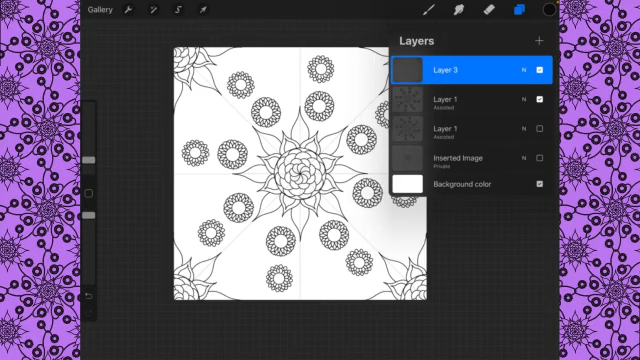 Gallery
Layers
Layer 3
N
Layer 1
N
Assisted
Layer 1
Assisted
Inserted Image
N
Private
Background color